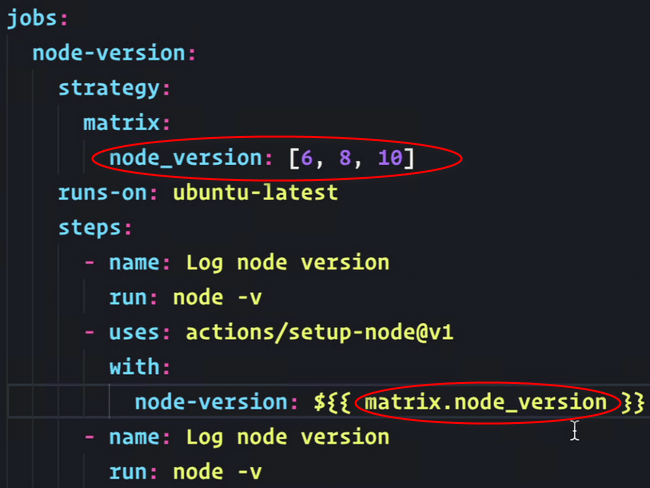 jobs:
node-version:
strategy:
matrix:
node_version: [6, 8, 10]
runs-on: ubuntu-latest
steps:
- name: Log node version
run: node -v
- uses: actions/setup-node@v1
with:
node-version: ${{ matrix.node_version }}
- name: Log node version
run: node -v